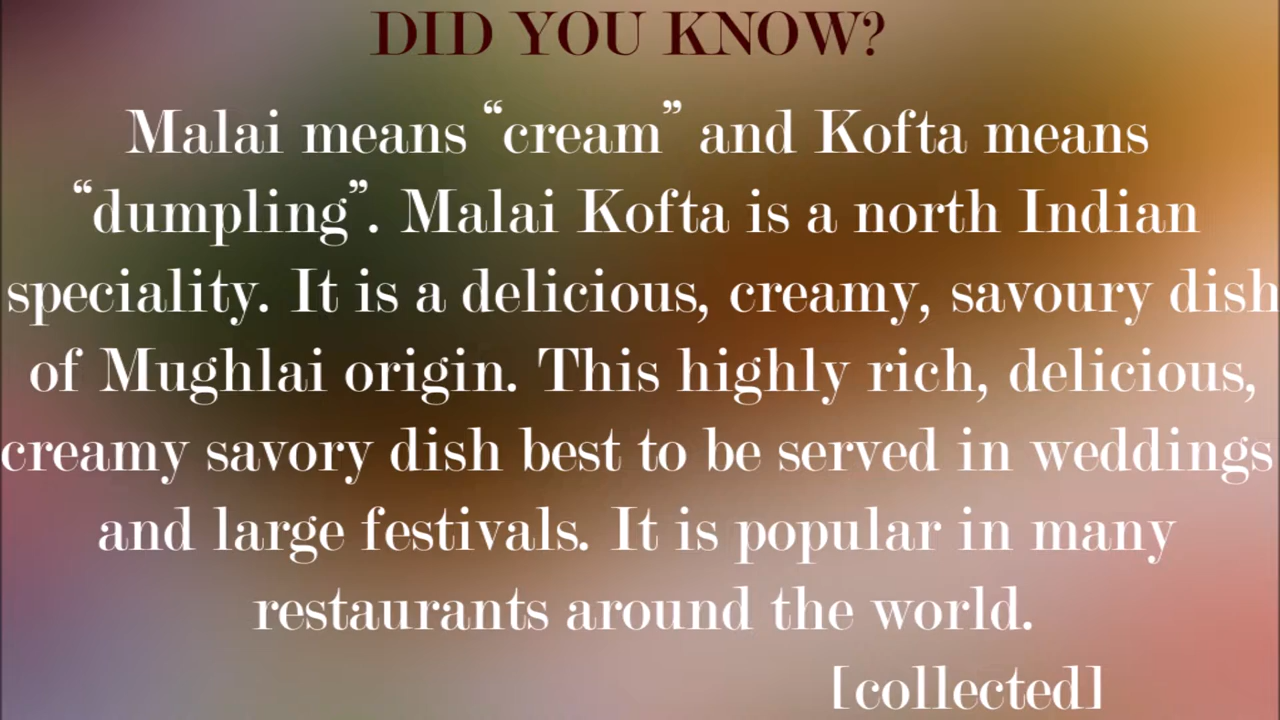 DID YOU KNOW?
Malai means “cream” and Kofta means
“dumpling”. Malai Kofta is a north Indian
speciality. It is a delicious, creamy, savoury dish
of Mughlai origin. This highly rich, delicious,
creamy savory dish best to be served in weddings
and large festivals. It is popular in many
restaurants around the world.
[collected]